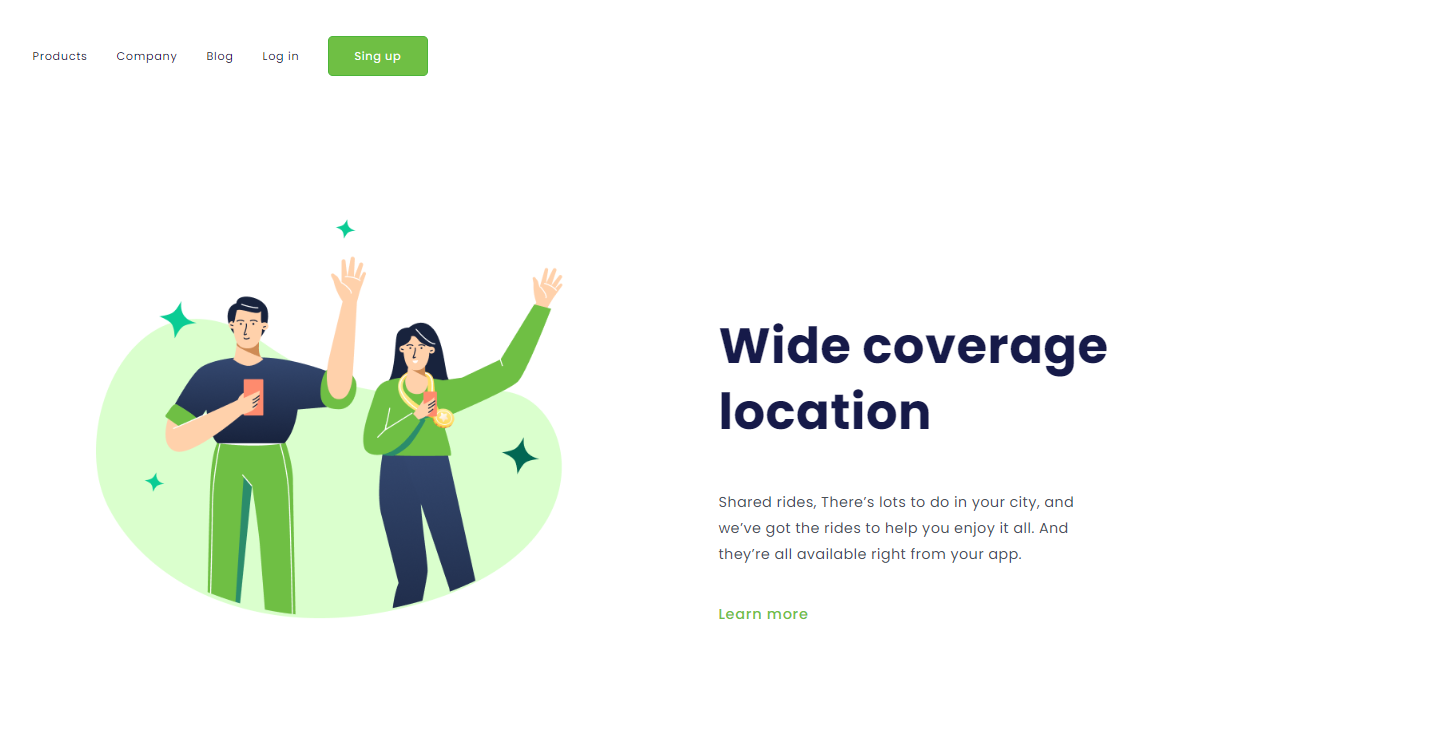 Products Company Blog Log in Sing up
Wide coverage
location
Shared rides, There’s lots to do in your city, and
we’ve got the rides to help you enjoy it all. And
they’re all available right from your app.
Learn more